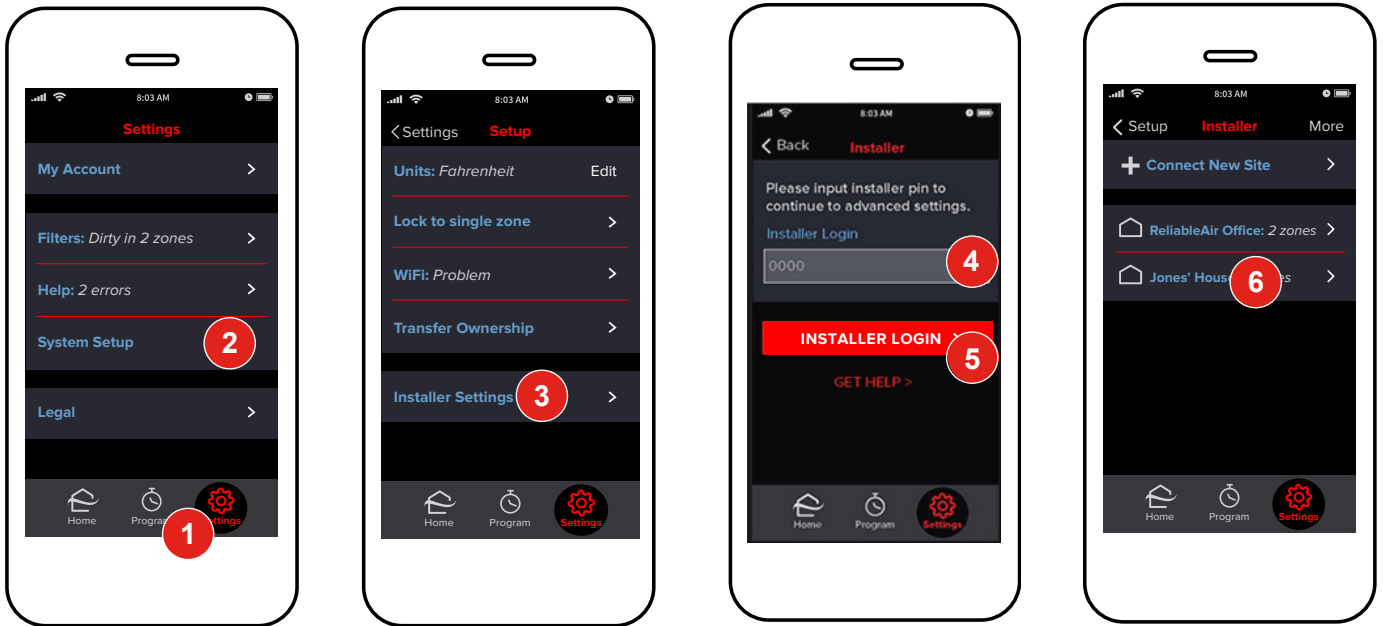 8:03 AM
Settings
My Account
Filters: Dirty in 2 zones
Help: 2 errors
System Setup
2
Legal
Home
Program
Settings
1
8:03 AM
Settings
Setup
Units: Fahrenheit
Edit
Lock to single zone
WiFi: Problem
Transfer Ownership
Installer Settings
3
Home
Program
Settings
8:03 AM
Back
Installer
Please input installer pin to
continue to advanced settings.
Installer Login
0000
4
INSTALLER LOGIN
5
GET HELP >
Home
Program
Settings
8:03 AM
Setup
Installer
More
Connect New Site
ReliableAir Office: 2 zones
Jones'
6
Home
Program
Settings